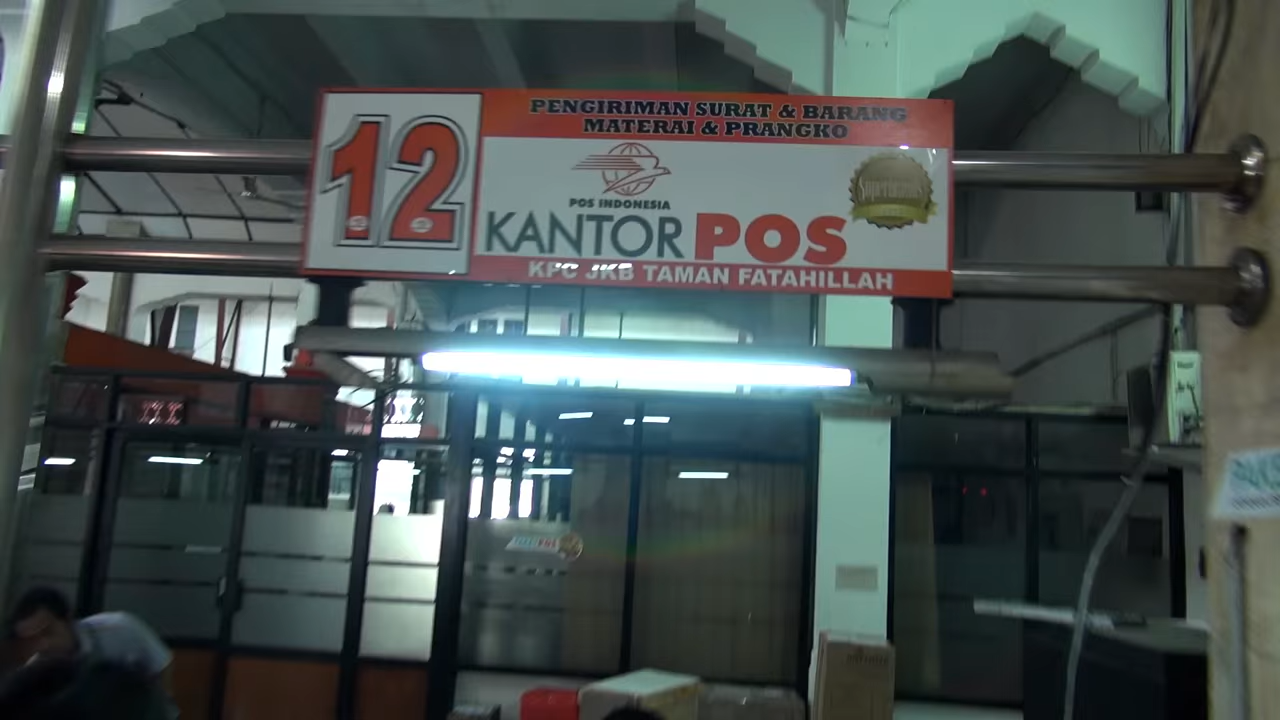 12
PENGIRIMAN SURAT & BARANG
MATERAI & PRANGKO
POS INDONESIA
KANTOR POS
KPC JKB TAMAN FATAHILLAH